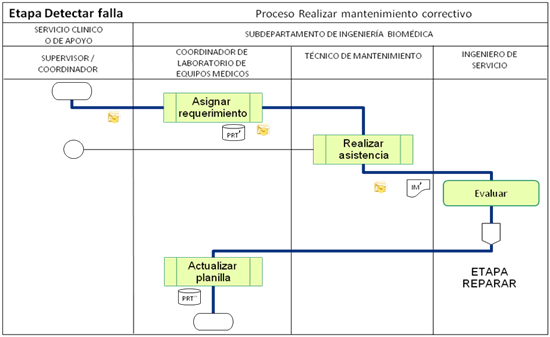 Etapa Detectar falla
Proceso Realizar mantenimiento correctivo
SERVICIO CLINICO
O DE APOYO
SUBDEPARTAMENTO DE INGENIERÍA BIOMÉDICA
SUPERVISOR /
COORDINADOR
COORDINADOR DE
LABORATORIO DE
EQUIPOS MEDICOS
TÉCNICO DE MANTENIMIENTO
INGENIERO DE
SERVICIO
Asignar
requerimiento
PRT'
Realizar
asistencia
IM'
Evaluar
Actualizar
planilla
PRT''
ETAPA
REPARAR